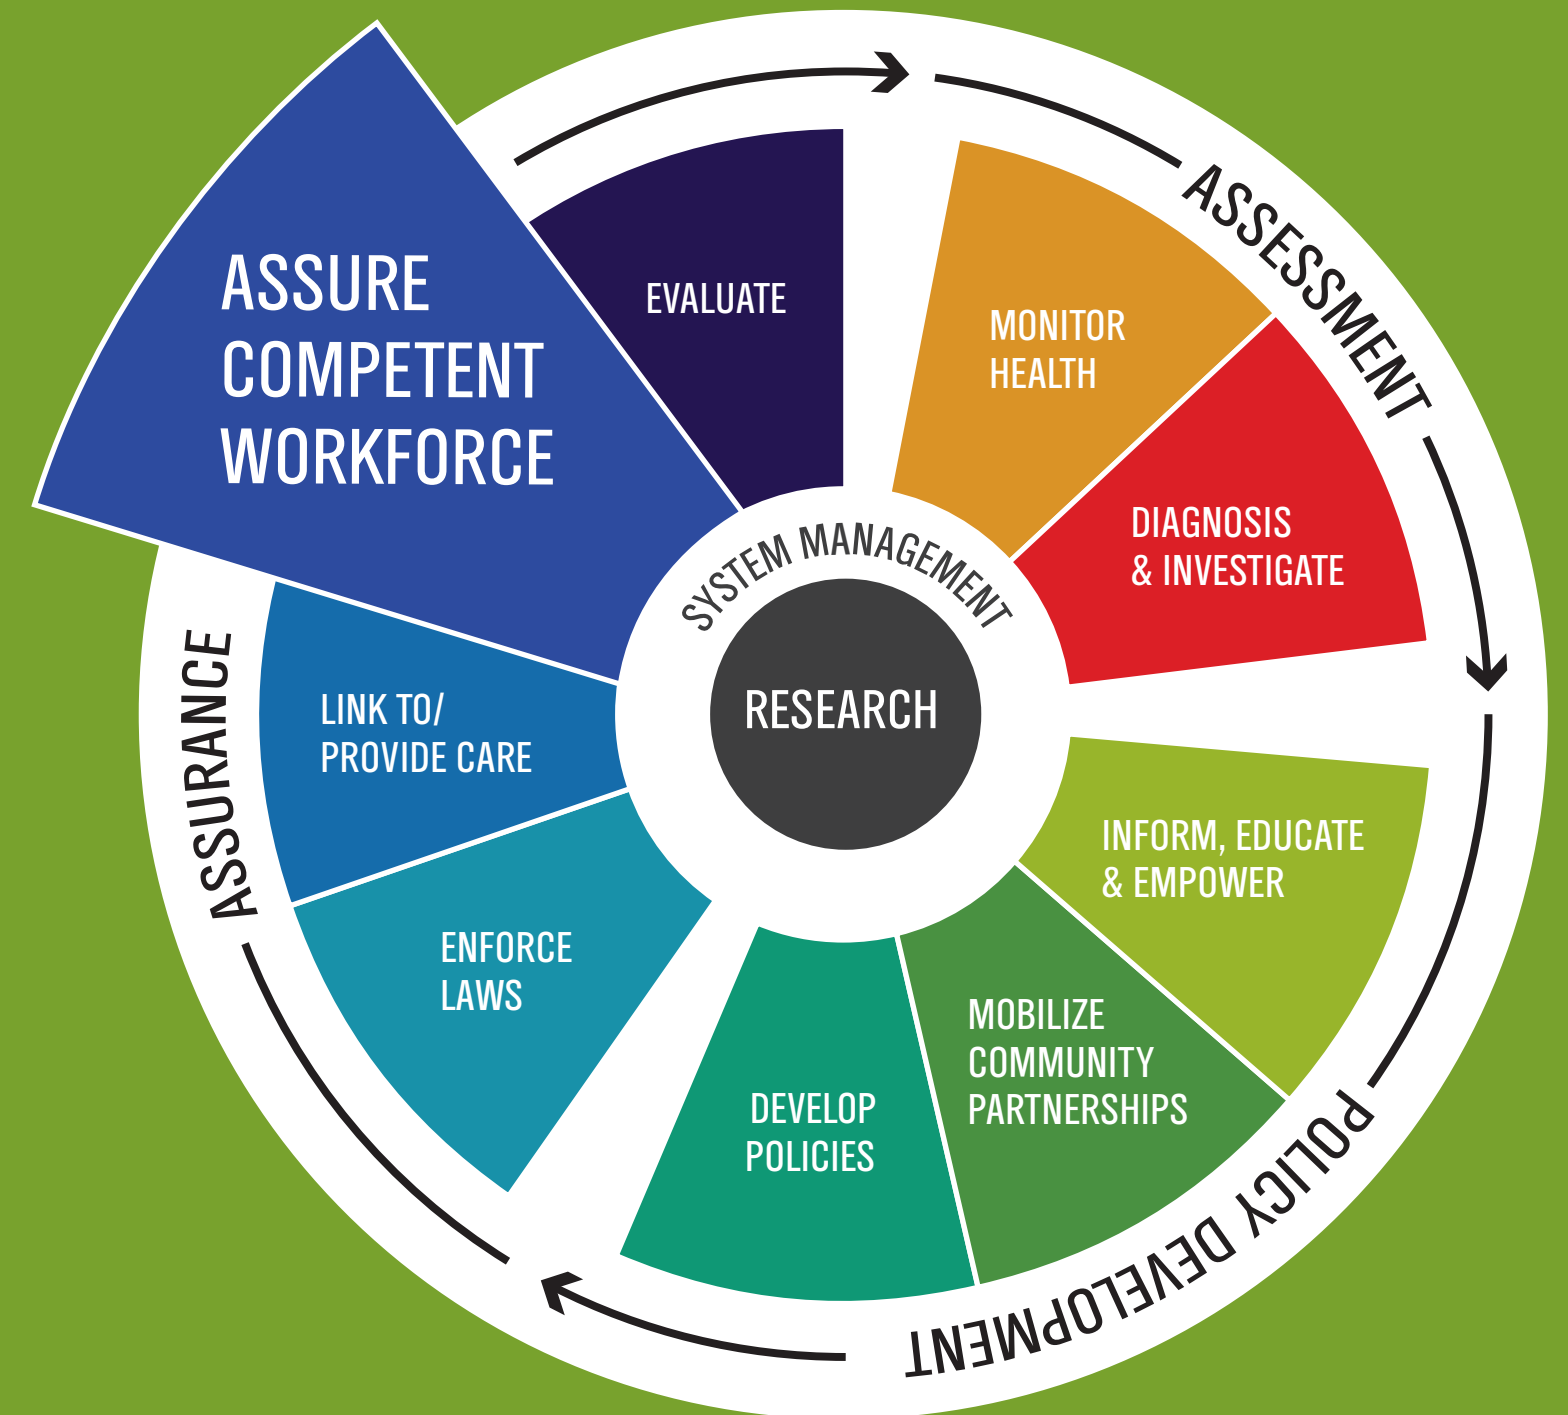 ASSURE
COMPETENT
WORKFORCE
EVALUATE
MONITOR
HEALTH
ASSESSMENT
DIAGNOSIS
& INVESTIGATE
SYSTEM MANAGEMENT
RESEARCH
INFORM, EDUCATE
& EMPOWER
MOBILIZE
COMMUNITY
PARTNERSHIPS
POLICY DEVELOPMENT
DEVELOP
POLICIES
ENFORCE
LAWS
LINK TO/
PROVIDE CARE
ASSURANCE